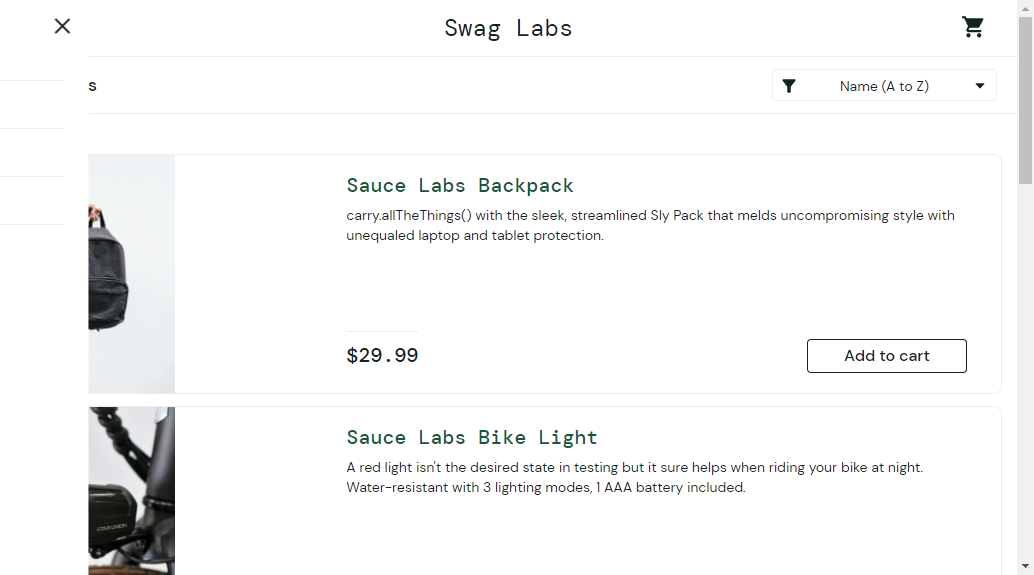 Swag Labs
s
Name (A to Z)
Sauce Labs Backpack
carry.allTheThings() with the sleek, streamlined Sly Pack that melds uncompromising style with
unequaled laptop and tablet protection.
$29.99
Add to cart
Sauce Labs Bike Light
A red light isn't the desired state in testing but it sure helps when riding your bike at night.
Water-resistant with 3 lighting modes, 1 AAA battery included.